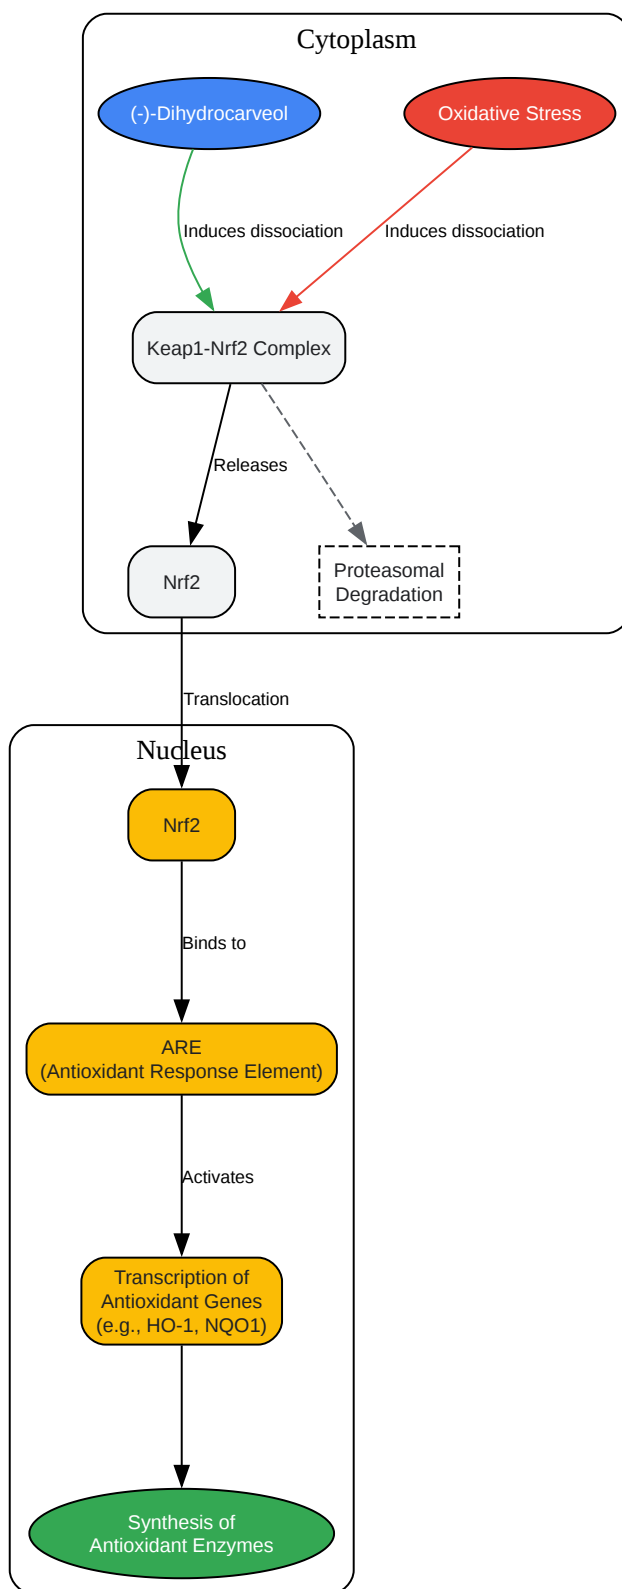 Cytoplasm
(-)-Dihydrocarveol
Oxidative Stress
Induces dissociation
Induces dissociation
Keap1-Nrf2 Complex
Releases
Nrf2
Proteasomal
Degradation
Translocation
Nucleus
Nrf2
Binds to
ARE
(Antioxidant Response Element)
Activates
Transcription of
Antioxidant Genes
(e.g., HO-1, NQO1)
Synthesis of
Antioxidant Enzymes